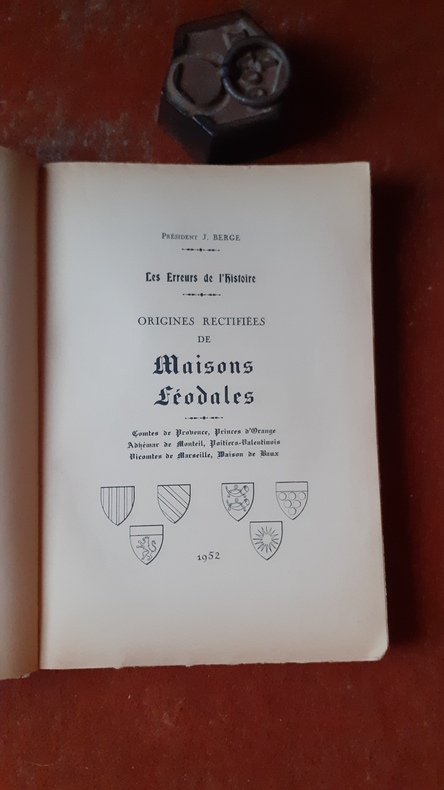 Président J. BERGE
Les Erreurs de l'Histoire
ORIGINES RECTIFIÉES
DE
Maisons
Féodales
Comtes de Provence, Princes d'Orange
Adhémar de Monteil, Poitiers-Valentinois
Vicomtes de Marseille, Maison de Baux
1952